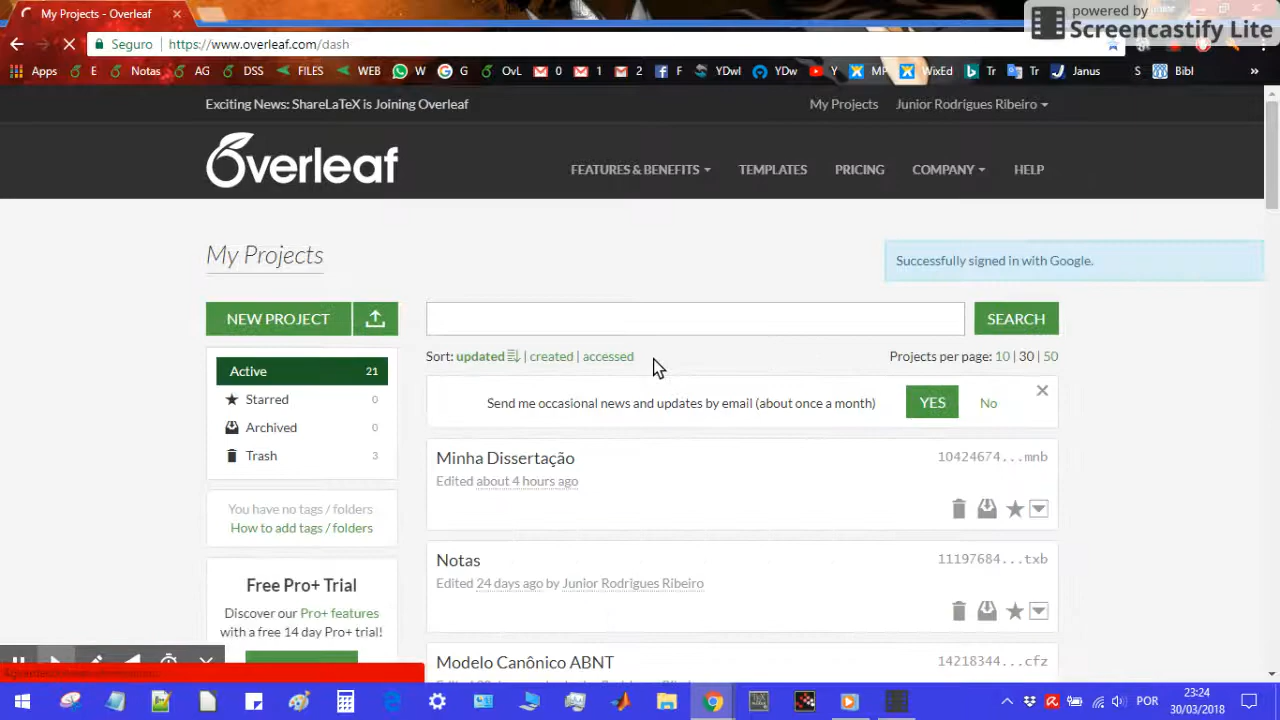 My Projects - Overleaf
powered by
Screencastify Lite
Seguro
https://www.overleaf.com/dash
Apps E Notas AG DSS FILES WEB W G OvL 0 1 2 F YDwl YDw Y MP WixEd Tr Tr Janus S Bibl »
Exciting News: ShareLaTeX is Joining Overleaf
My Projects
Junior Rodrigues Ribeiro
Overleaf
FEATURES & BENEFITS
TEMPLATES
PRICING
COMPANY
HELP
My Projects
Successfully signed in with Google.
NEW PROJECT
SEARCH
Sort: updated | created | accessed
Projects per page: 10 | 30 | 50
Active 21
Starred 0
Archived 0
Trash 3
You have no tags / folders
How to add tags / folders
Free Pro+ Trial
Discover our Pro+ features
with a free 14 day Pro+ trial!
Send me occasional news and updates by email (about once a month)
YES
No
Minha Dissertação
10424674...mnb
Edited about 4 hours ago
Notas
11197684...txb
Edited 24 days ago by Junior Rodrigues Ribeiro
Modelo Canônico ABNT
14218344...cfz
POR
23:24
30/03/2018